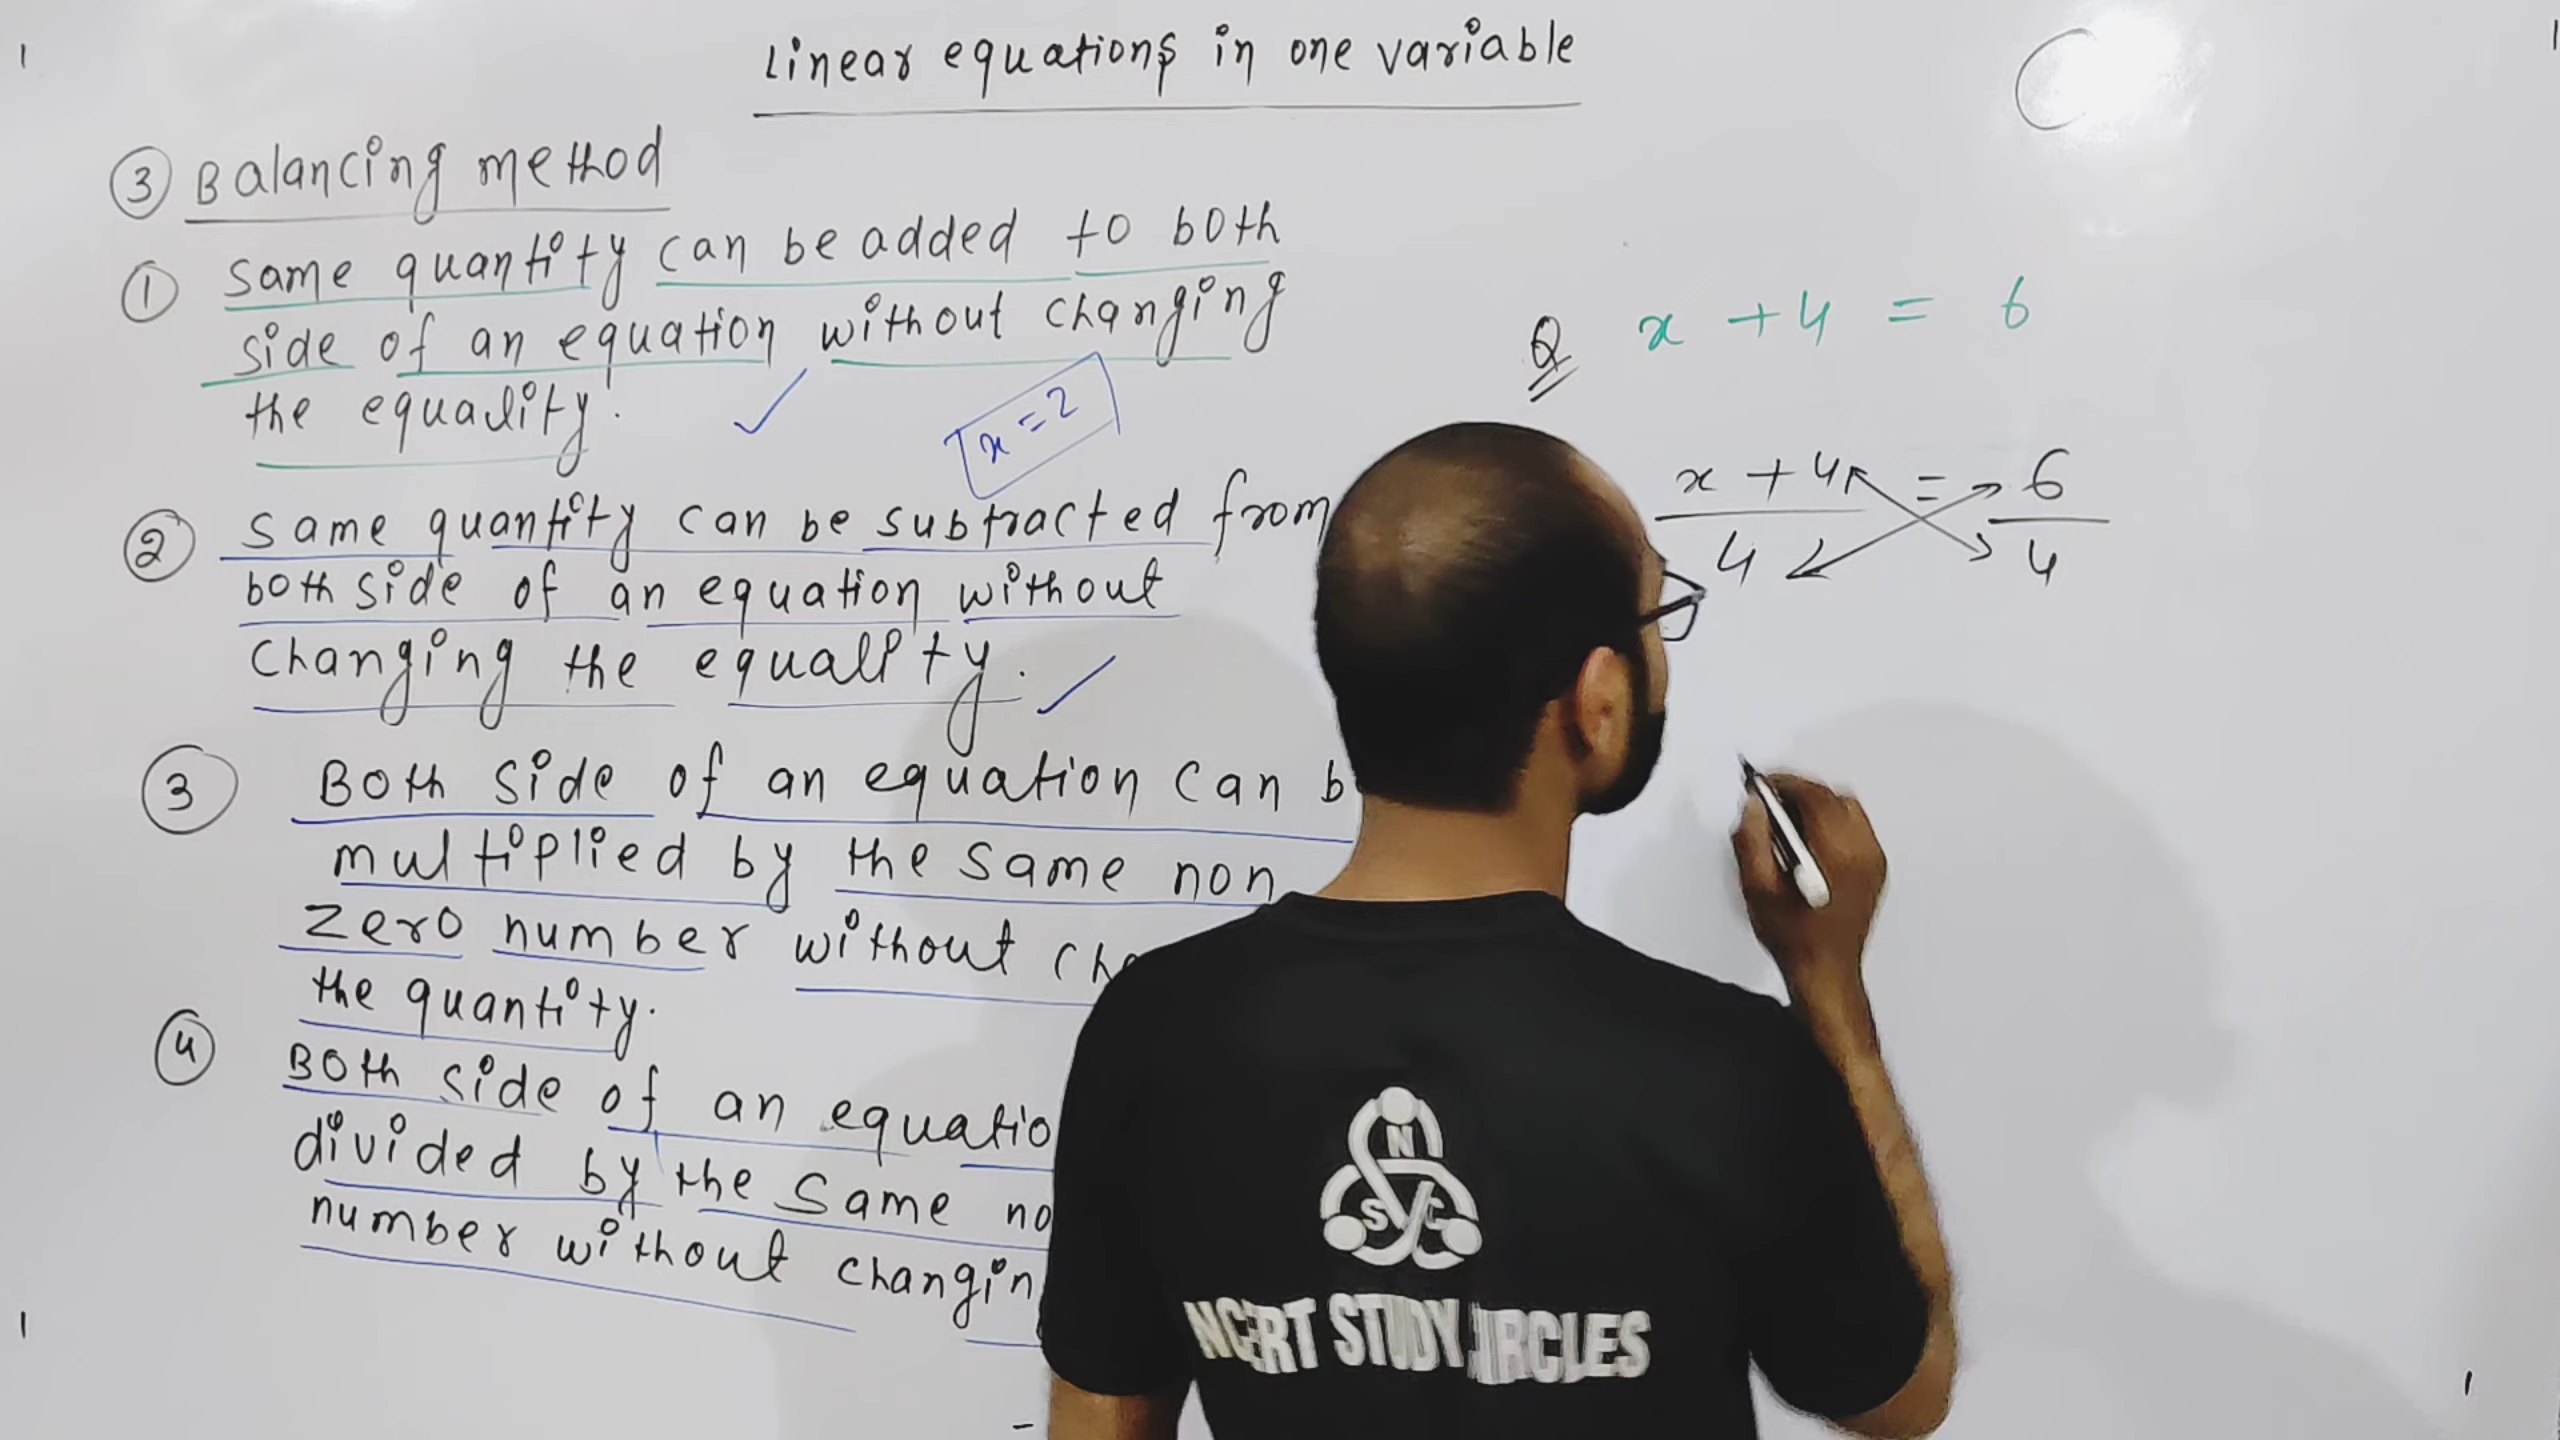 Linear equations in one variable
3 Balancing method
1 Same quantity can be added to both
side of an equation without changing
the equality.
x = 2
2 Same quantity can be subtracted from
both side of an equation without
changing the equality.
3 Both side of an equation can b
multiplied by the same non
zero number without cha
the quantity.
4 Both side of an equatio
divided by the same no
number without changin
Q x + 4 = 6
x + 4 = 6
4 4
N
S C
NCERT STUDY CIRCLES